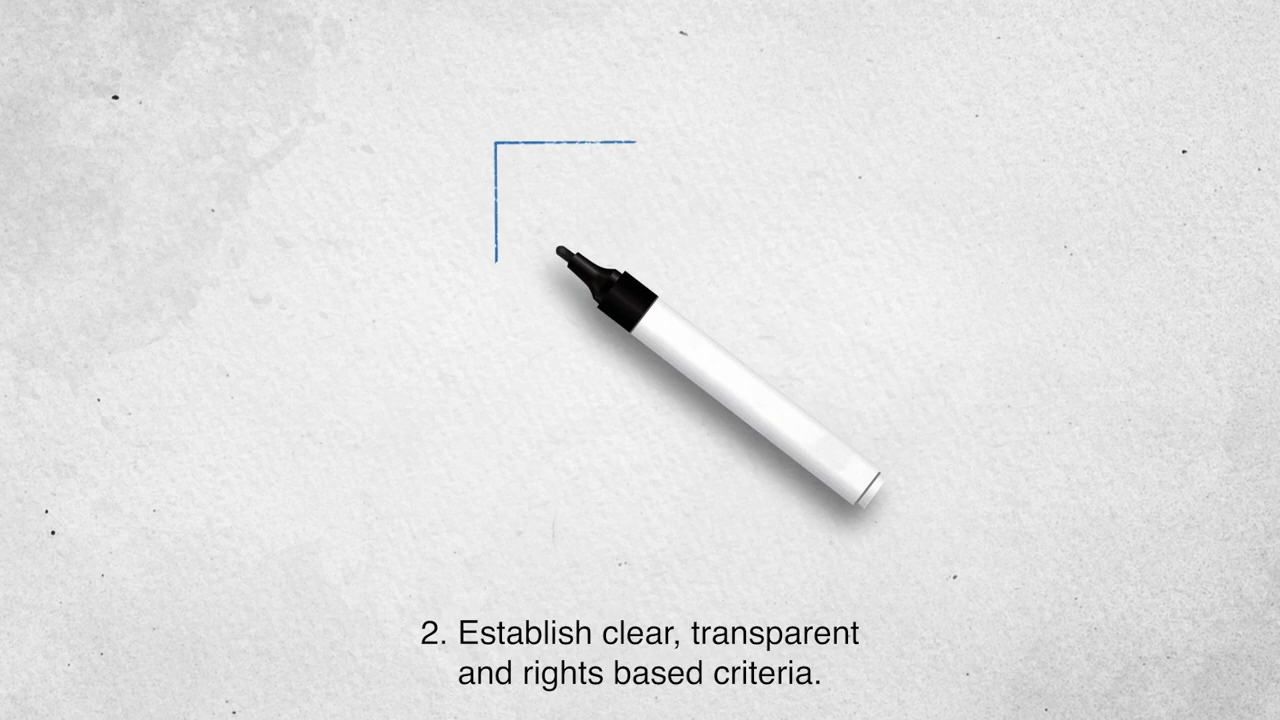 2. Establish clear, transparent
and rights based criteria.